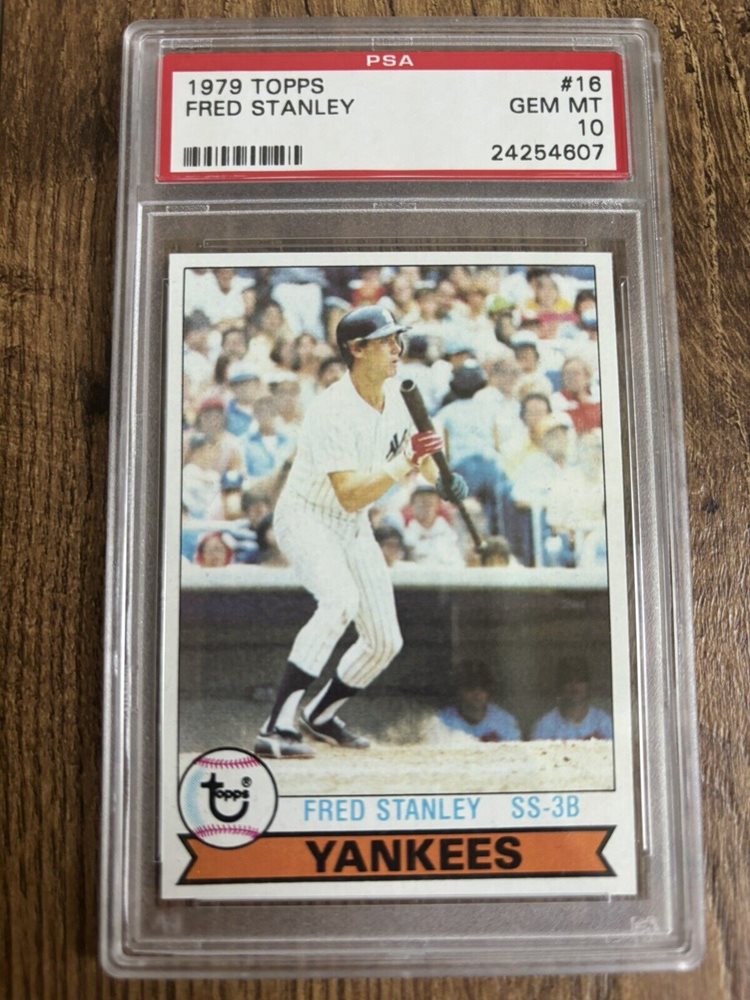 PSA
1979 TOPPS #16
FRED STANLEY GEM MT
10
24254607
Topps®
FRED STANLEY SS-3B
YANKEES